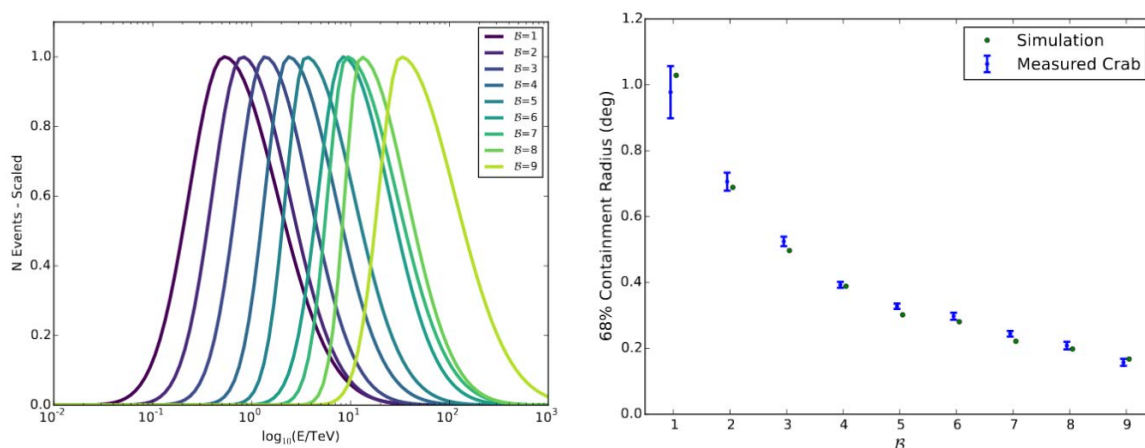 N Events - Scaled
1.0
0.8
0.6
0.4
0.2
0.0
10⁻² 10⁻¹ 10⁰ 10¹ 10² 10³
log₁₀(E/TeV)
ℬ=1
ℬ=2
ℬ=3
ℬ=4
ℬ=5
ℬ=6
ℬ=7
ℬ=8
ℬ=9
68% Containment Radius (deg)
1.2
1.0
0.8
0.6
0.4
0.2
0.0
1 2 3 4 5 6 7 8 9
ℬ
Simulation
Measured Crab